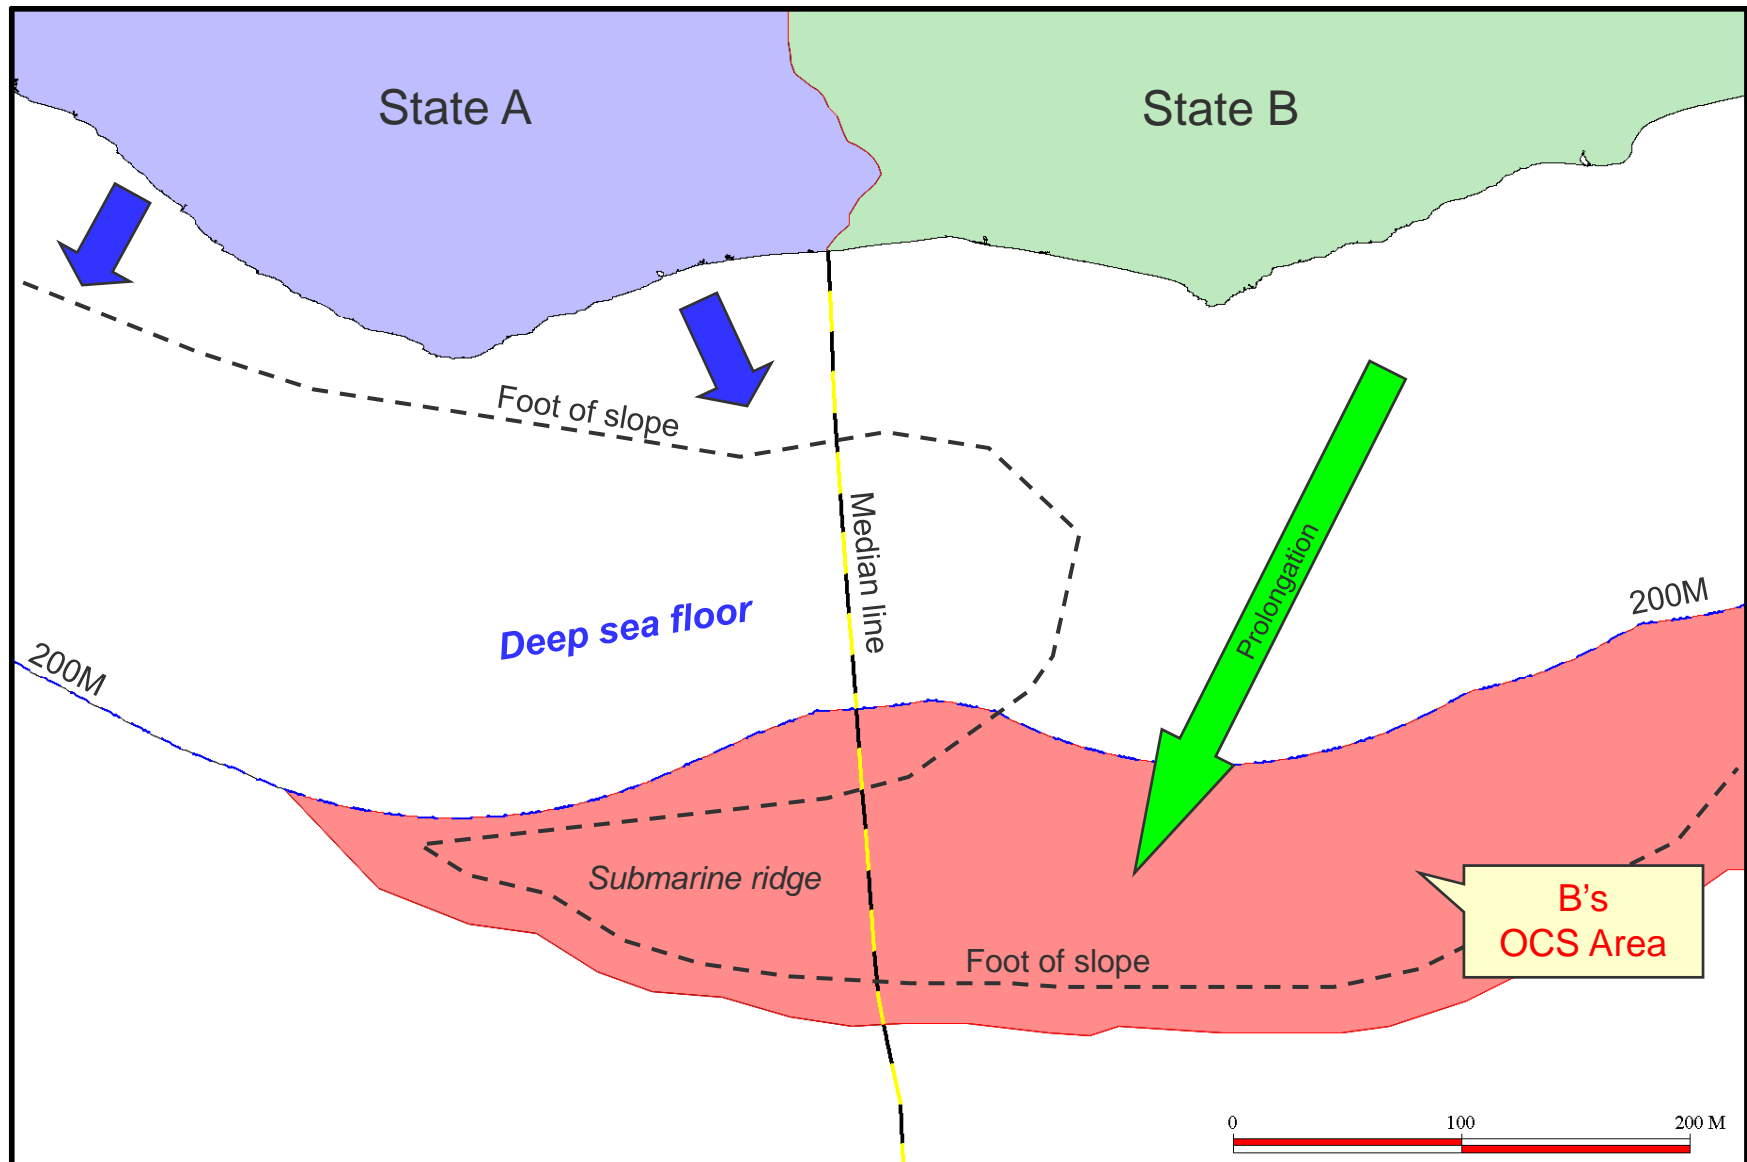 State A
State B
Foot of slope
Median line
Prolongation
Deep sea floor
200M
200M
Submarine ridge
B's
OCS Area
Foot of slope
0 100 200 M